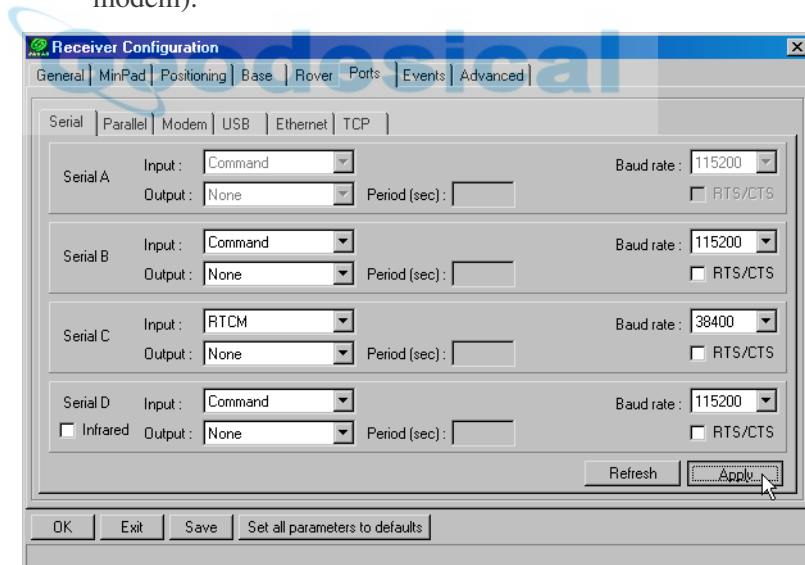 modem).
Geodesical
Receiver Configuration
General MinPad Positioning Base Rover Ports Events Advanced
Serial Parallel Modem USB Ethernet TCP
Serial A Input : Command Baud rate : 115200
Output : None Period (sec) : RTS/CTS
Serial B Input : Command Baud rate : 115200
Output : None Period (sec) : RTS/CTS
Serial C Input : RTCM Baud rate : 38400
Output : None Period (sec) : RTS/CTS
Serial D Input : Command Baud rate : 115200
Infrared Output : None Period (sec) : RTS/CTS
Refresh Apply
OK Exit Save Set all parameters to defaults